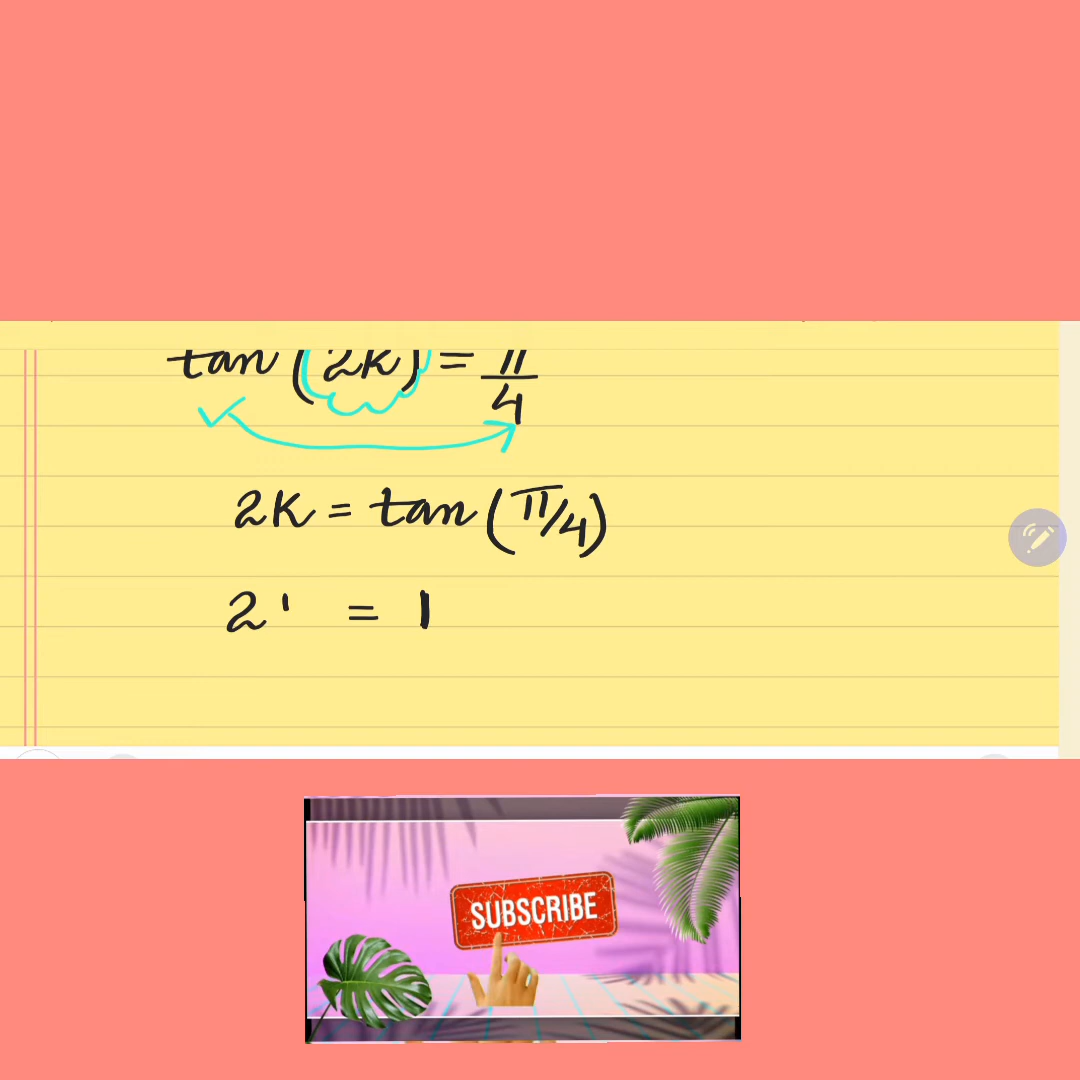 tan (2K) = π/4
2K = tan (π/4)
2' = 1
SUBSCRIBE